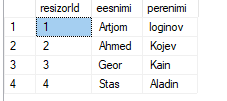 resizorId eesnimi perenimi
1 1 Artjom loginov
2 2 Ahmed Kojev
3 3 Geor Kain
4 4 Stas Aladin